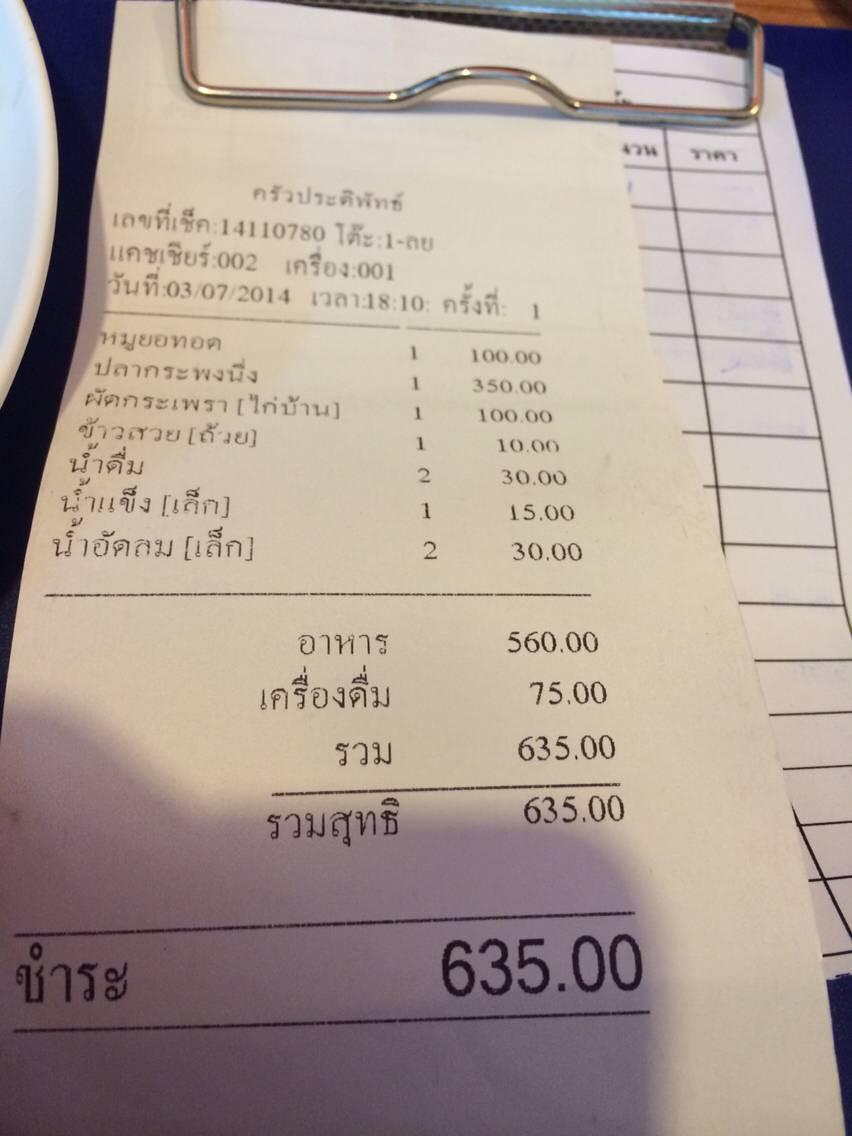 ครัวประดิพัทธ์
เลขที่เช็ค:14110780 โต๊ะ:1-ลย
แคชเชียร์:002 เครื่อง:001
วันที่:03/07/2014 เวลา:18:10: ครั้งที่: 1
หมูยอทอด 1 100.00
ปลากระพงนึ่ง 1 350.00
ผัดกระเพรา [ไก่บ้าน] 1 100.00
ข้าวสวย [ถ้วย] 1 10.00
น้ำดื่ม 2 30.00
น้ำแข็ง [เล็ก] 1 15.00
น้ำอัดลม [เล็ก] 2 30.00
อาหาร 560.00
เครื่องดื่ม 75.00
รวม 635.00
รวมสุทธิ 635.00
ชำระ 635.00
ราคา